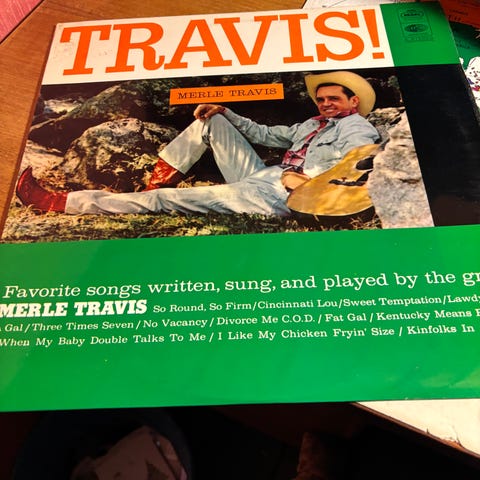 TRAVIS!
MERLE TRAVIS
Favorite songs written, sung, and played by the gr
MERLE TRAVIS So Round, So Firm/Cincinnati Lou/Sweet Temptation/Lawdy
Gal/Three Times Seven/No Vacancy/Divorce Me C.O.D./Fat Gal/Kentucky Means
When My Baby Double Talks To Me/I Like My Chicken Fryin' Size/Kinfolks In